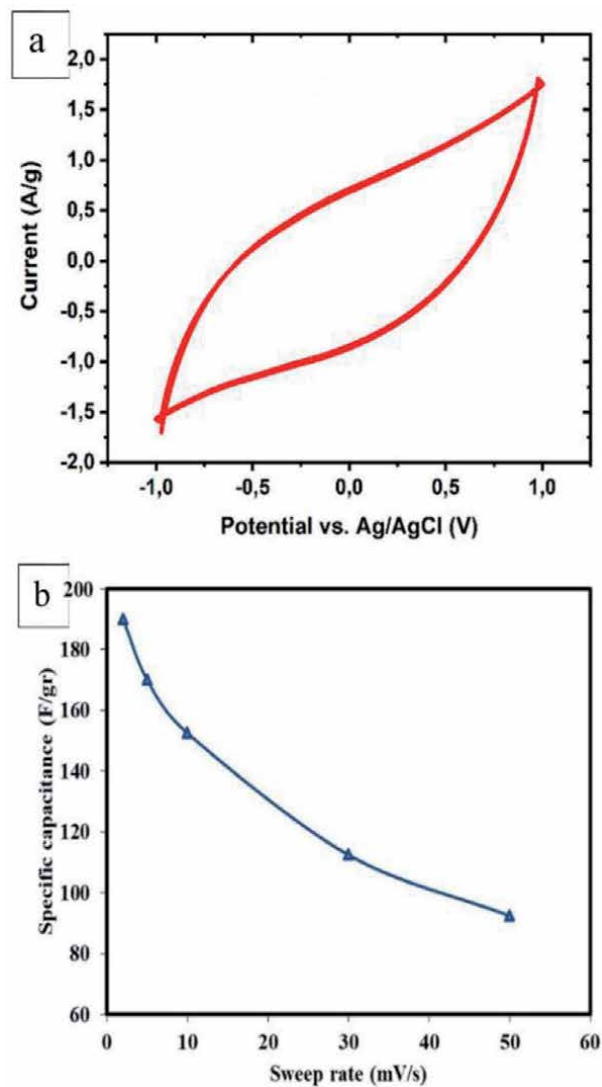 a
2,0
1,5
1,0
0,5
0,0
-0,5
-1,0
-1,5
-2,0
Current (A/g)
-1,0 -0,5 0,0 0,5 1,0
Potential vs. Ag/AgCl (V)
b
200
180
160
140
120
100
80
60
Specific capacitance (F/gr)
0 10 20 30 40 50 60
Sweep rate (mV/s)